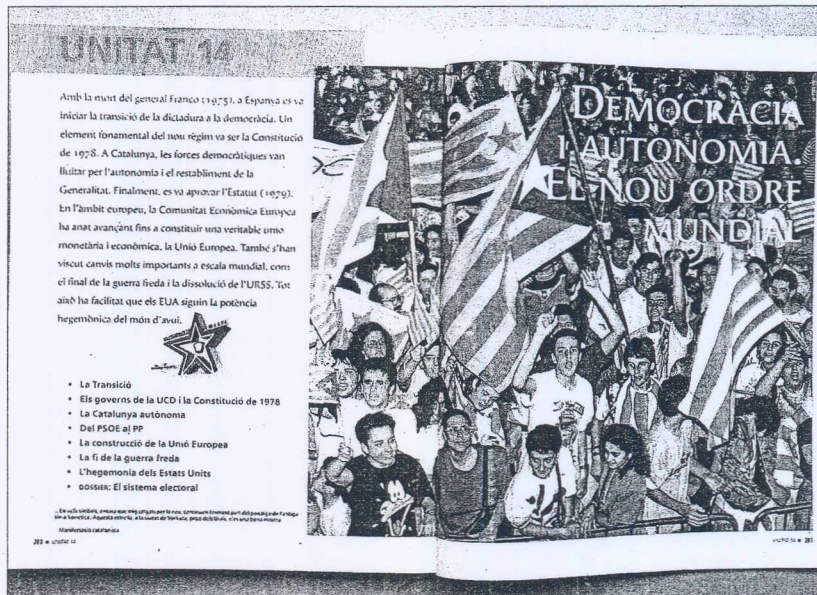 UNITAT 14
Amb la mort del general Franco (1975), a Espanya es va
iniciar la transició de la dictadura a la democràcia. Un
element fonamental del nou règim va ser la Constitució
de 1978. A Catalunya, les forces democràtiques van
lluitar per l'autonomia i el restabliment de la
Generalitat. Finalment, es va aprovar l'Estatut (1979).
En l'àmbit europeu, la Comunitat Econòmica Europea
ha anat avançant fins a constituir una veritable unió
monetària i econòmica, la Unió Europea. També s'han
viscut canvis molts importants a escala mundial, com
el final de la guerra freda i la dissolució de l'URSS. Tot
això ha facilitat que els EUA siguin la potència
hegemònica del món d'avui.
• La Transició
• Els governs de la UCD i la Constitució de 1978
• La Catalunya autònoma
• Del PSOE al PP
• La construcció de la Unió Europea
• La fi de la guerra freda
• L'hegemonia dels Estats Units
• DOSSIER: El sistema electoral
Manifestació catalanista
UNITAT
DEMOCRÀCIA
I AUTONOMIA.
EL NOU ORDRE
MUNDIAL